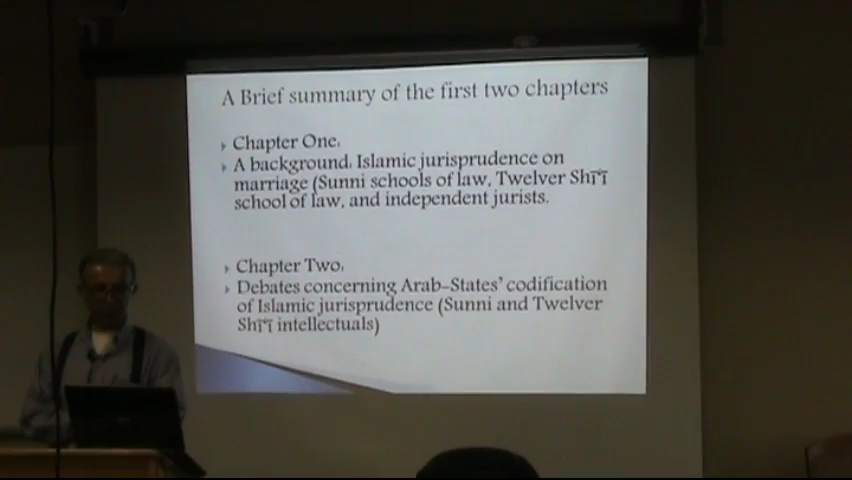 A Brief summary of the first two chapters
Chapter One,
A background, Islamic jurisprudence on
marriage (Sunni schools of law, Twelver Shīʿī
school of law, and independent jurists.
Chapter Two,
Debates concerning Arab-States' codification
of Islamic jurisprudence (Sunni and Twelver
Shīʿī intellectuals)